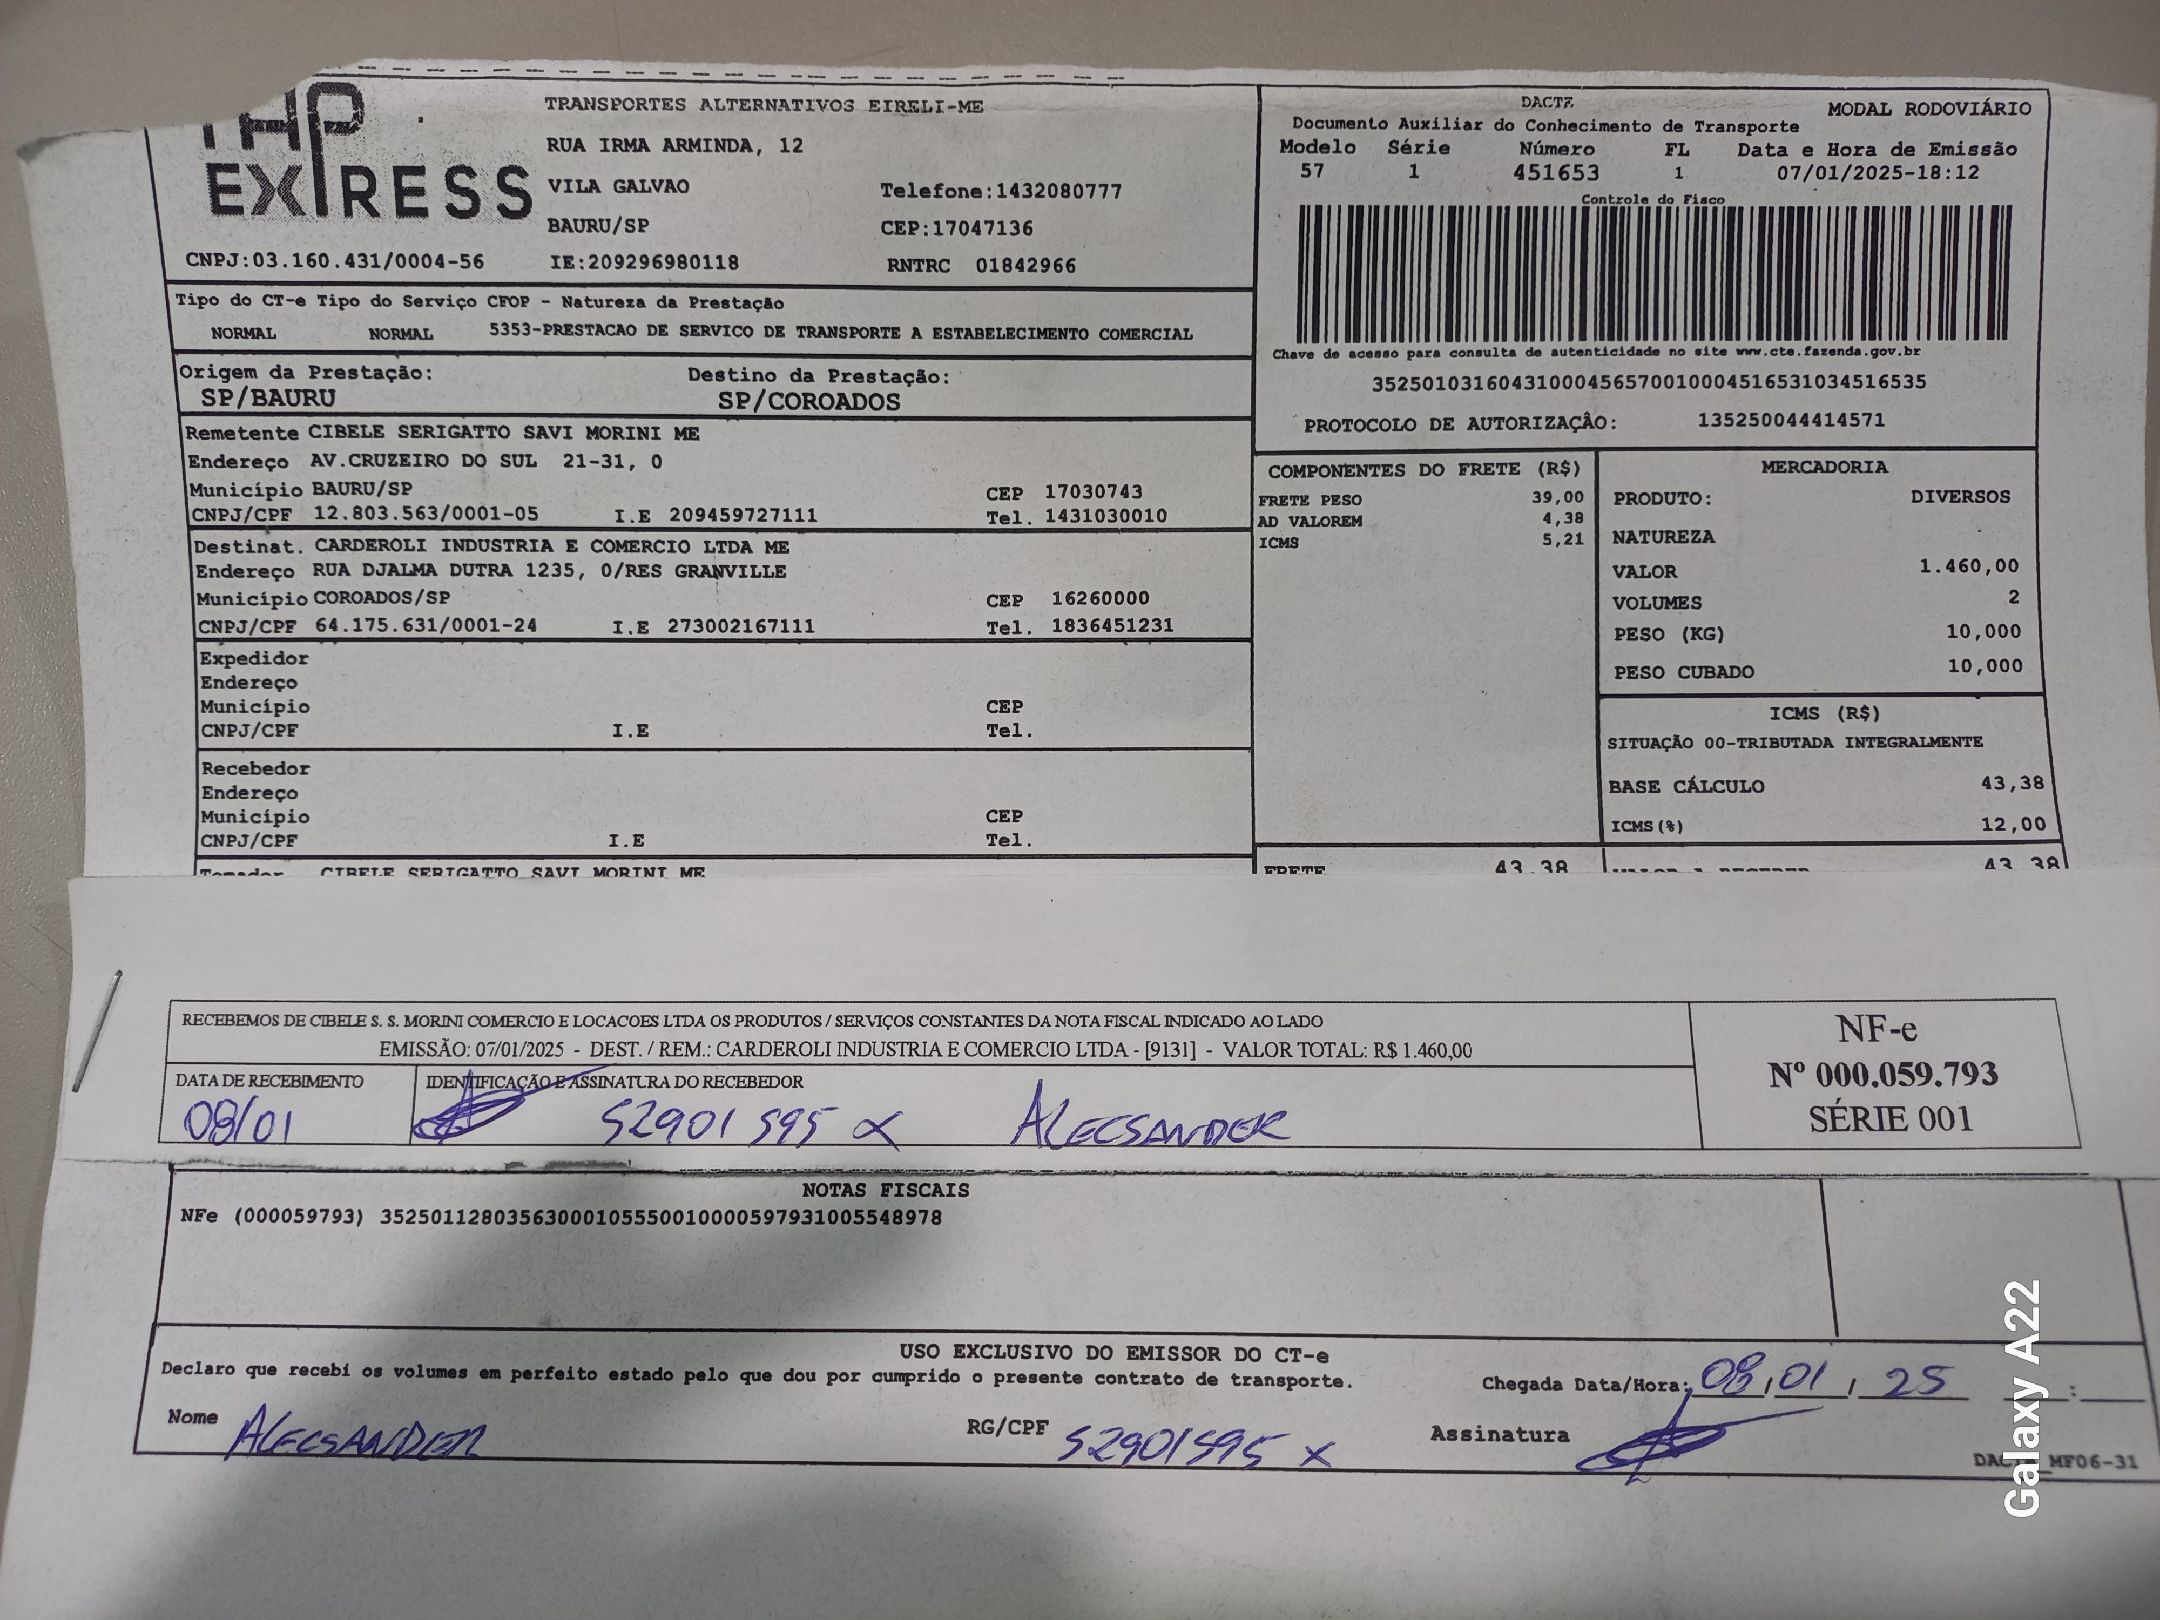 EXPRESS
TRANSPORTES ALTERNATIVOS EIRELI-ME
RUA IRMA ARMINDA, 12
VILA GALVAO
Telefone:1432080777
BAURU/SP
CEP:17047136
CNPJ:03.160.431/0004-56
IE:209296980118
RNTRC 01842966
DACTE
MODAL RODOVIÁRIO
Documento Auxiliar do Conhecimento de Transporte
Modelo Série Número FL Data e Hora de Emissão
57 1 451653 1 07/01/2025-18:12
Controle do Fisco
Chave de acesso para consulta de autenticidade no site www.cte.fazenda.gov.br
35250103160431000456570010004516531034516535
PROTOCOLO DE AUTORIZAÇÂO: 135250044414571
Tipo do CT-e Tipo do Serviço CFOP - Natureza da Prestação
NORMAL NORMAL 5353-PRESTACAO DE SERVICO DE TRANSPORTE A ESTABELECIMENTO COMERCIAL
Origem da Prestação: Destino da Prestação:
SP/BAURU SP/COROADOS
Remetente CIBELE SERIGATTO SAVI MORINI ME
Endereço AV.CRUZEIRO DO SUL 21-31, 0
Município BAURU/SP CEP 17030743
CNPJ/CPF 12.803.563/0001-05 I.E 209459727111 Tel. 1431030010
Destinat. CARDEROLI INDUSTRIA E COMERCIO LTDA ME
Endereço RUA DJALMA DUTRA 1235, 0/RES GRANVILLE
Município COROADOS/SP CEP 16260000
CNPJ/CPF 64.175.631/0001-24 I.E 273002167111 Tel. 1836451231
Expedidor
Endereço
Município CEP
CNPJ/CPF I.E Tel.
Recebedor
Endereço
Município CEP
CNPJ/CPF I.E Tel.
Tomador CIBELE SERIGATTO SAVI MORINI ME
COMPONENTES DO FRETE (R$)
FRETE PESO 39,00
AD VALOREM 4,38
ICMS 5,21
FRETE 43,38
MERCADORIA
PRODUTO: DIVERSOS
NATUREZA
VALOR 1.460,00
VOLUMES 2
PESO (KG) 10,000
PESO CUBADO 10,000
ICMS (R$)
SITUAÇÃO 00-TRIBUTADA INTEGRALMENTE
BASE CÁLCULO 43,38
ICMS(%) 12,00
VALOR A RECEBER 43,38
RECEBEMOS DE CIBELE S. S. MORINI COMERCIO E LOCACOES LTDA OS PRODUTOS / SERVIÇOS CONSTANTES DA NOTA FISCAL INDICADO AO LADO
EMISSÃO: 07/01/2025 - DEST. / REM.: CARDEROLI INDUSTRIA E COMERCIO LTDA - [9131] - VALOR TOTAL: R$ 1.460,00
DATA DE RECEBIMENTO
IDENTIFICAÇÃO E ASSINATURA DO RECEBEDOR
08/01 52901595 X ALECSANDER
NF-e
Nº 000.059.793
SÉRIE 001
NOTAS FISCAIS
NFe (000059793) 35250112803563000105550010000597931005548978
USO EXCLUSIVO DO EMISSOR DO CT-e
Declaro que recebi os volumes em perfeito estado pelo que dou por cumprido o presente contrato de transporte.
Chegada Data/Hora: 08/01/25 :
Nome ALECSANDER RG/CPF 52901595 X Assinatura
MF06-31
Galaxy A22